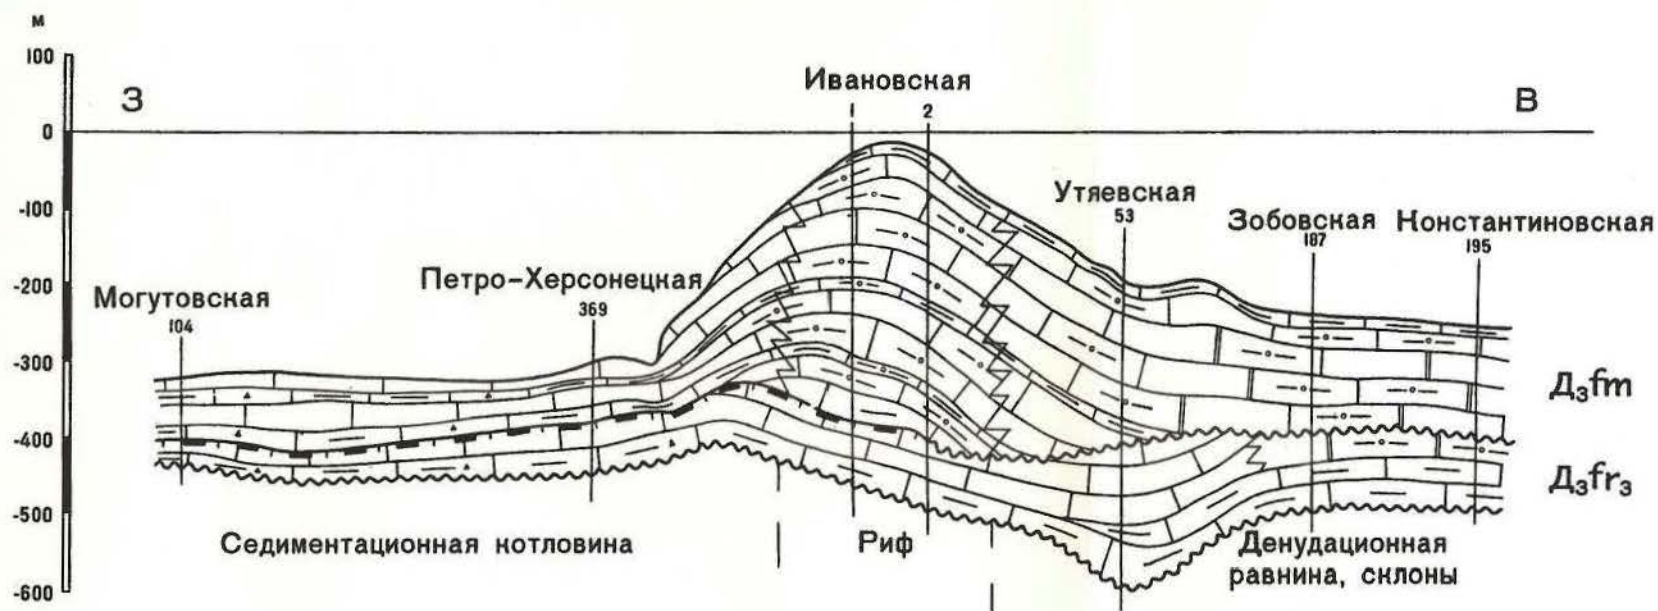 м
100
0
-100
-200
-300
-400
-500
-600
З
В
Ивановская
1
2
Утяевская
53
Зобовская
187
Константиновская
195
Петро-Херсонецкая
369
Могутовская
104
Д₃fm
Д₃fr₃
Седиментационная котловина
Риф
Денудационная
равнина, склоны